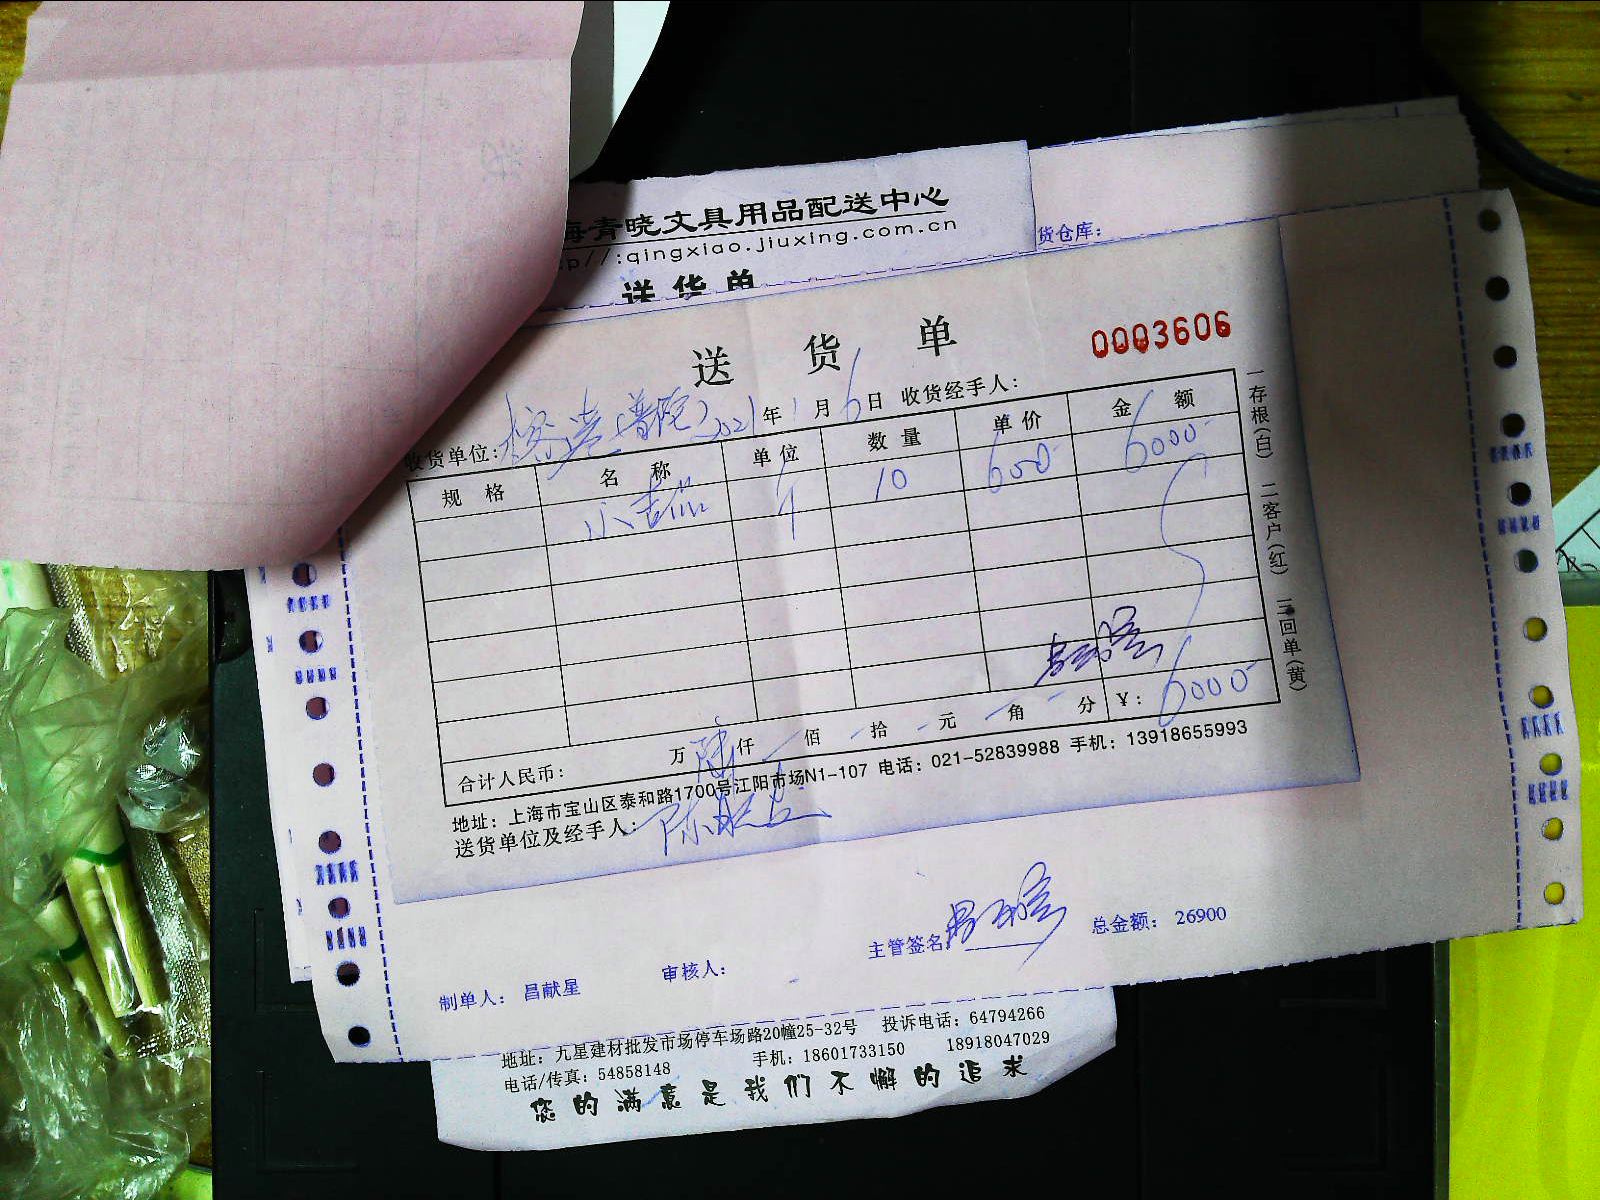 海青晓文具用品配送中心
p//:qingxiao.jiuxing.com.cn
送货单
货仓库：
送货单
0003606
收货单位： 普陀 2021年1月6日 收货经手人：
规格 名称 单位 数量 单价 金额
小 个 10 600 6000-
一存根(白) 二客户(红) 三回单(黄)
合计人民币： 万陆仟-佰-拾-元-角-分 ¥：6000-
地址：上海市宝山区泰和路1700号江阳市场N1-107 电话：021-52839988 手机：13918655993
送货单位及经手人：陈
制单人： 昌献星 审核人： 主管签名 总金额： 26900
地址：九星建材批发市场停车场路20幢25-32号 投诉电话：64794266
电话/传真：54858148 手机：18601733150 18918047029
您的满意是我们不懈的追求